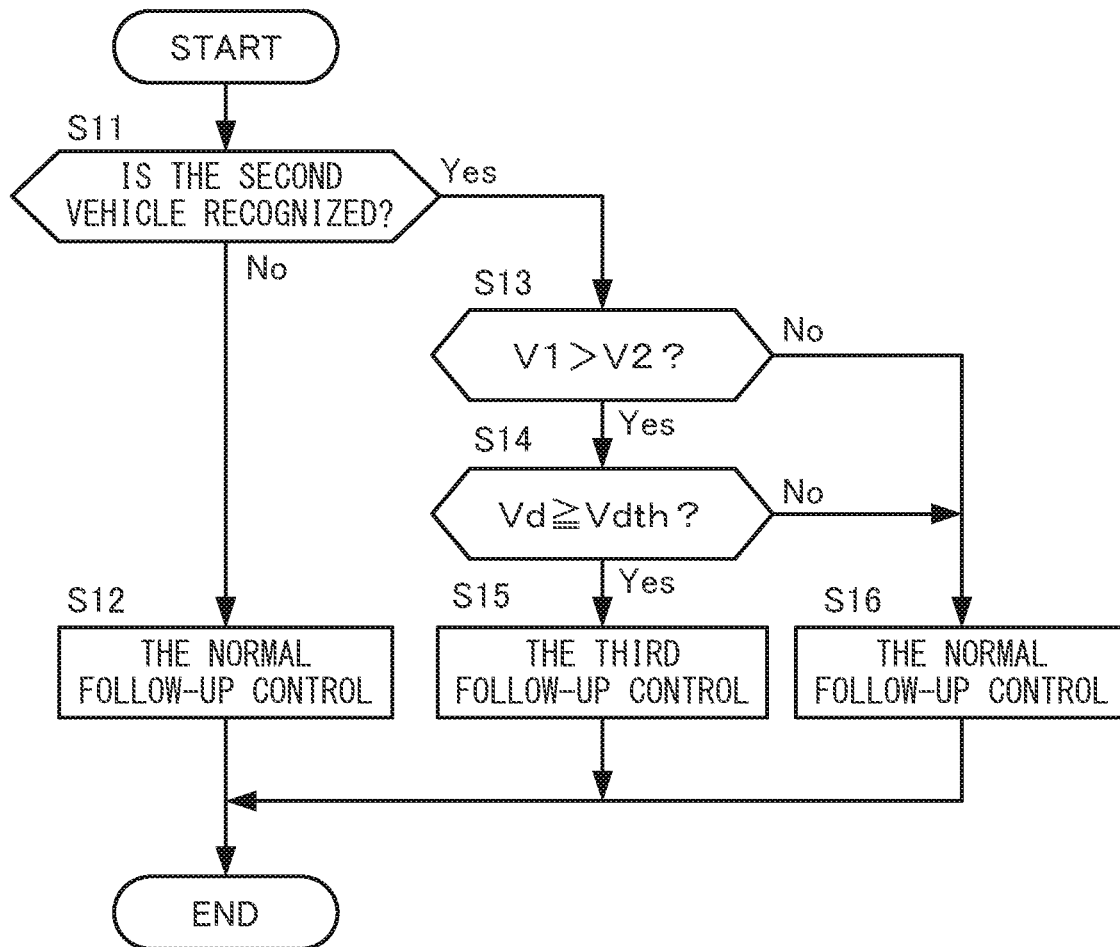 START
S11
IS THE SECOND
VEHICLE RECOGNIZED?
Yes
No
S13
V1＞V2？
No
Yes
S14
Vd≧Vdth？
No
Yes
S12
THE NORMAL
FOLLOW-UP CONTROL
S15
THE THIRD
FOLLOW-UP CONTROL
S16
THE NORMAL
FOLLOW-UP CONTROL
END